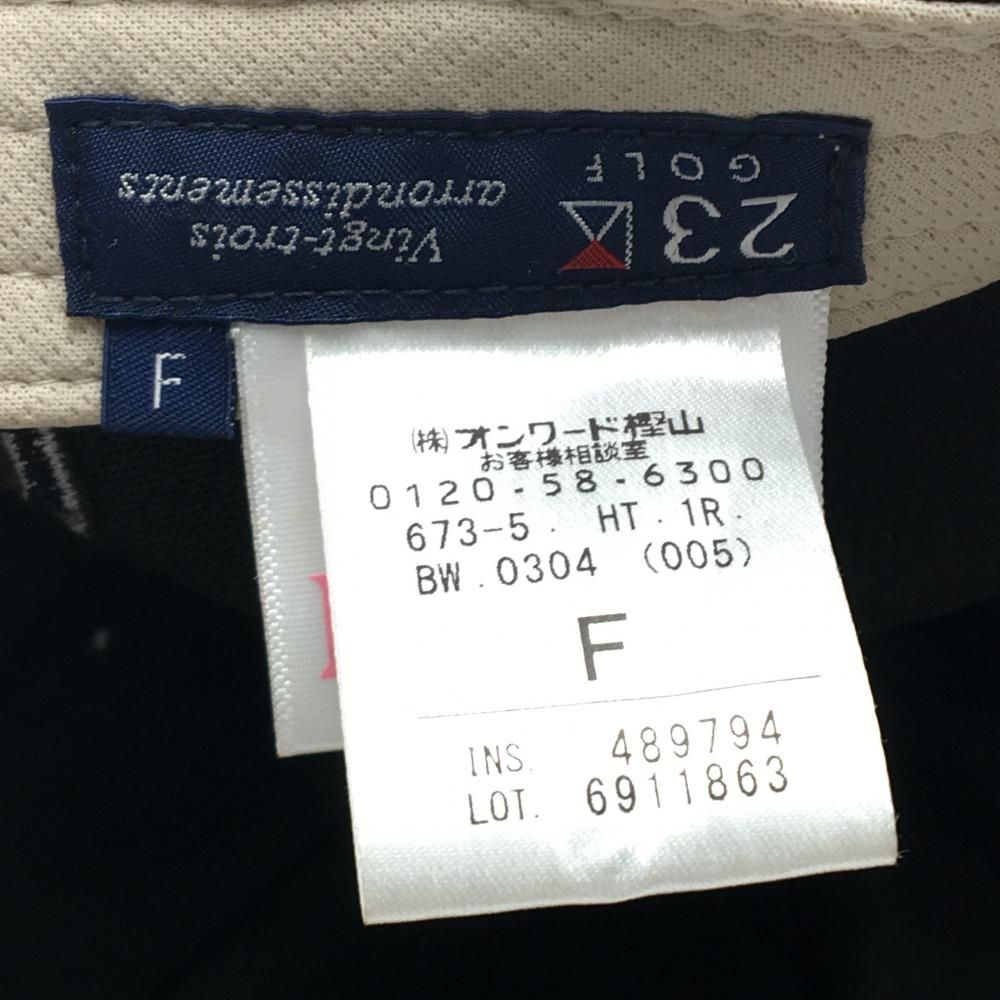 23
GOLF
Vingt-trois
arrondissements
F
㈱オンワード樫山
お客様相談室
0120-58-6300
673-5. HT. 1R.
BW.0304 (005)
F
INS. 489794
LOT. 6911863